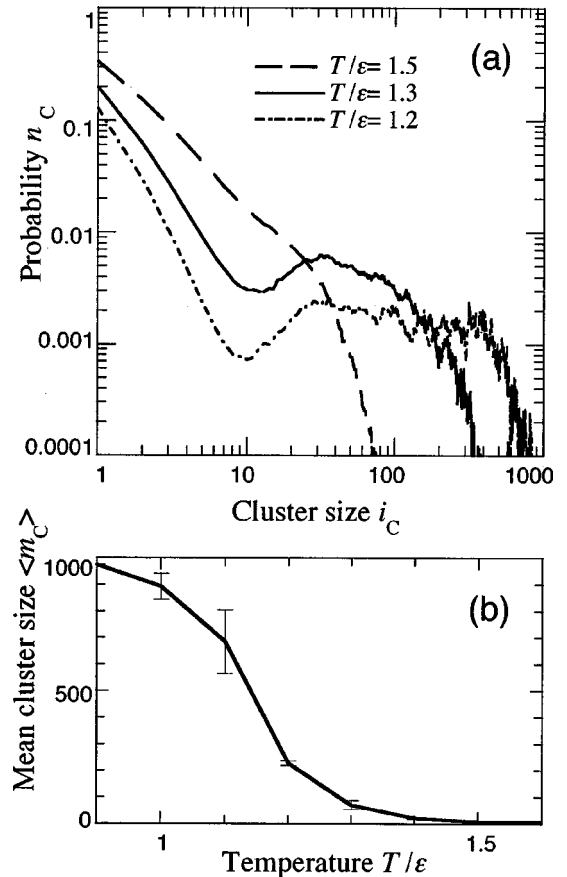 1
(a)
T/ε= 1.5
T/ε= 1.3
T/ε= 1.2
0.1
0.01
0.001
0.0001
Probability n_C
1 10 100 1000
Cluster size i_C
1000
(b)
500
0
Mean cluster size <m_C>
1 1.5
Temperature T/ε